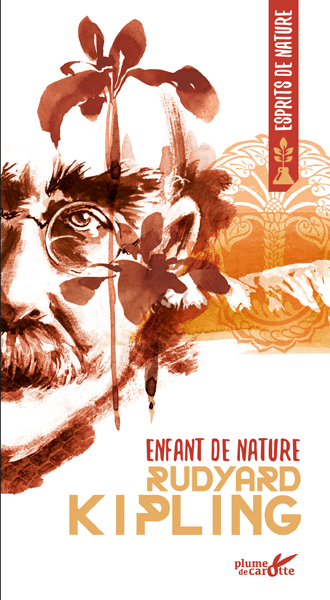 ESPRITS DE NATURE
ENFANT DE NATURE
RUDYARD
KIPLING
plume
de carotte